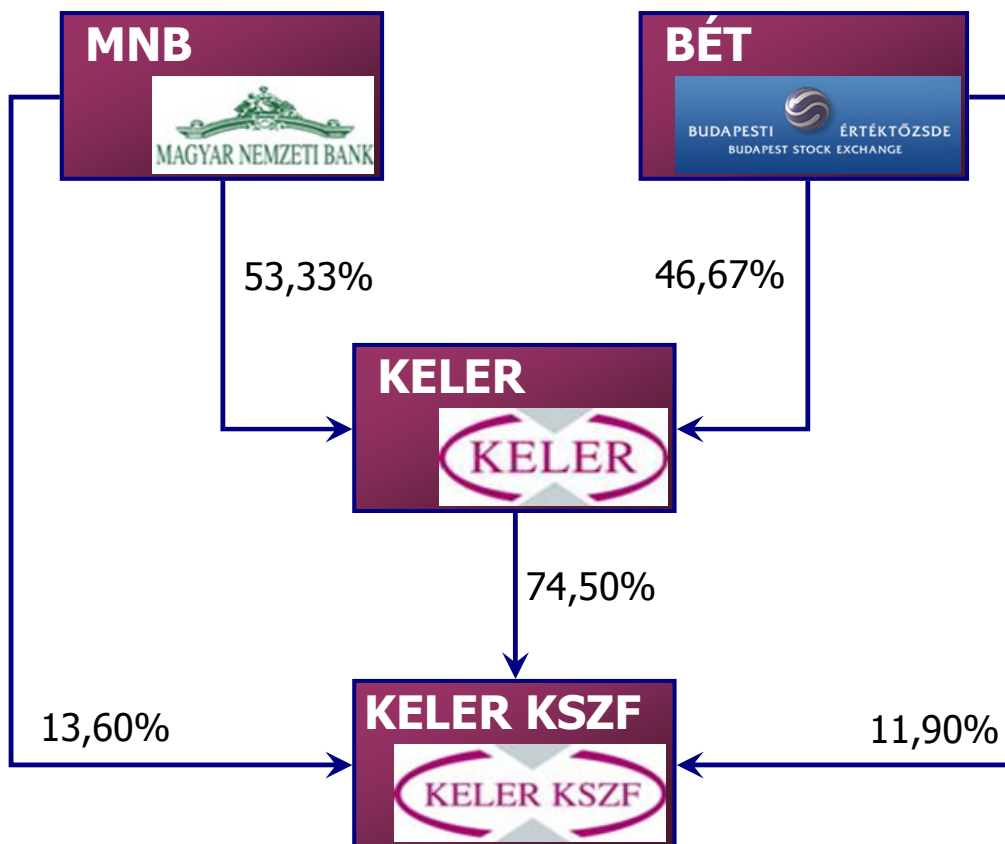 MNB
MAGYAR NEMZETI BANK
BÉT
BUDAPESTI ÉRTÉKTŐZSDE
BUDAPEST STOCK EXCHANGE
53,33%
46,67%
KELER
KELER
74,50%
KELER KSZF
KELER KSZF
13,60%
11,90%